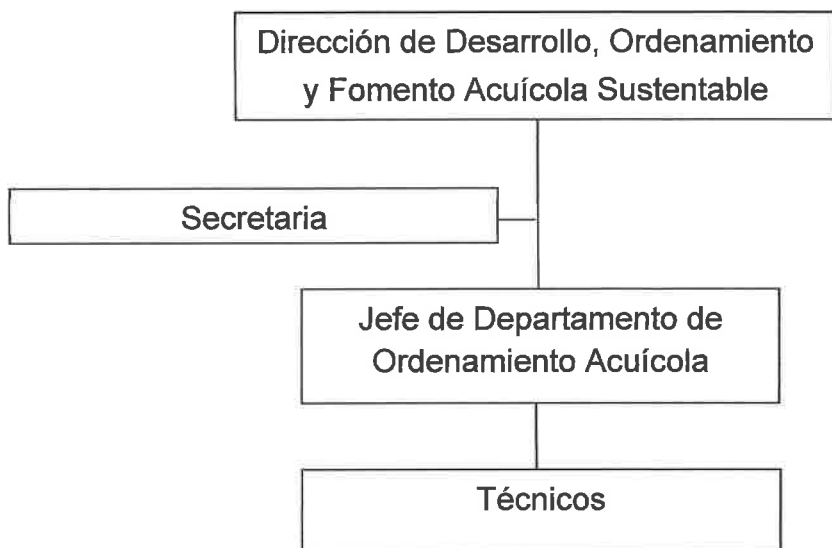 Dirección de Desarrollo, Ordenamiento
y Fomento Acuícola Sustentable
Secretaria
Jefe de Departamento de
Ordenamiento Acuícola
Técnicos